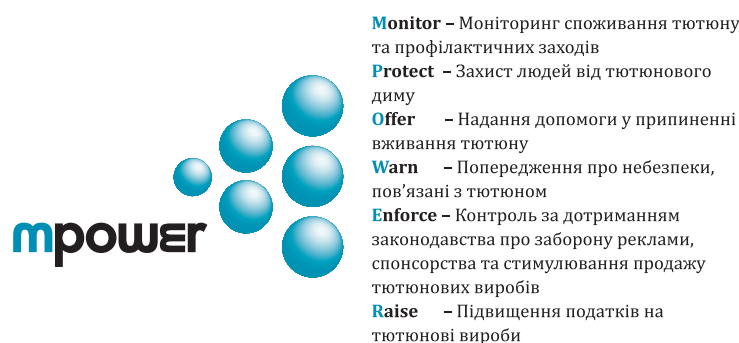 mpower
Monitor – Моніторинг споживання тютюну
та профілактичних заходів
Protect – Захист людей від тютюнового
диму
Offer – Надання допомоги у припиненні
вживання тютюну
Warn – Попередження про небезпеки,
пов’язані з тютюном
Enforce – Контроль за дотриманням
законодавства про заборону реклами,
спонсорства та стимулювання продажу
тютюнових виробів
Raise – Підвищення податків на
тютюнові вироби